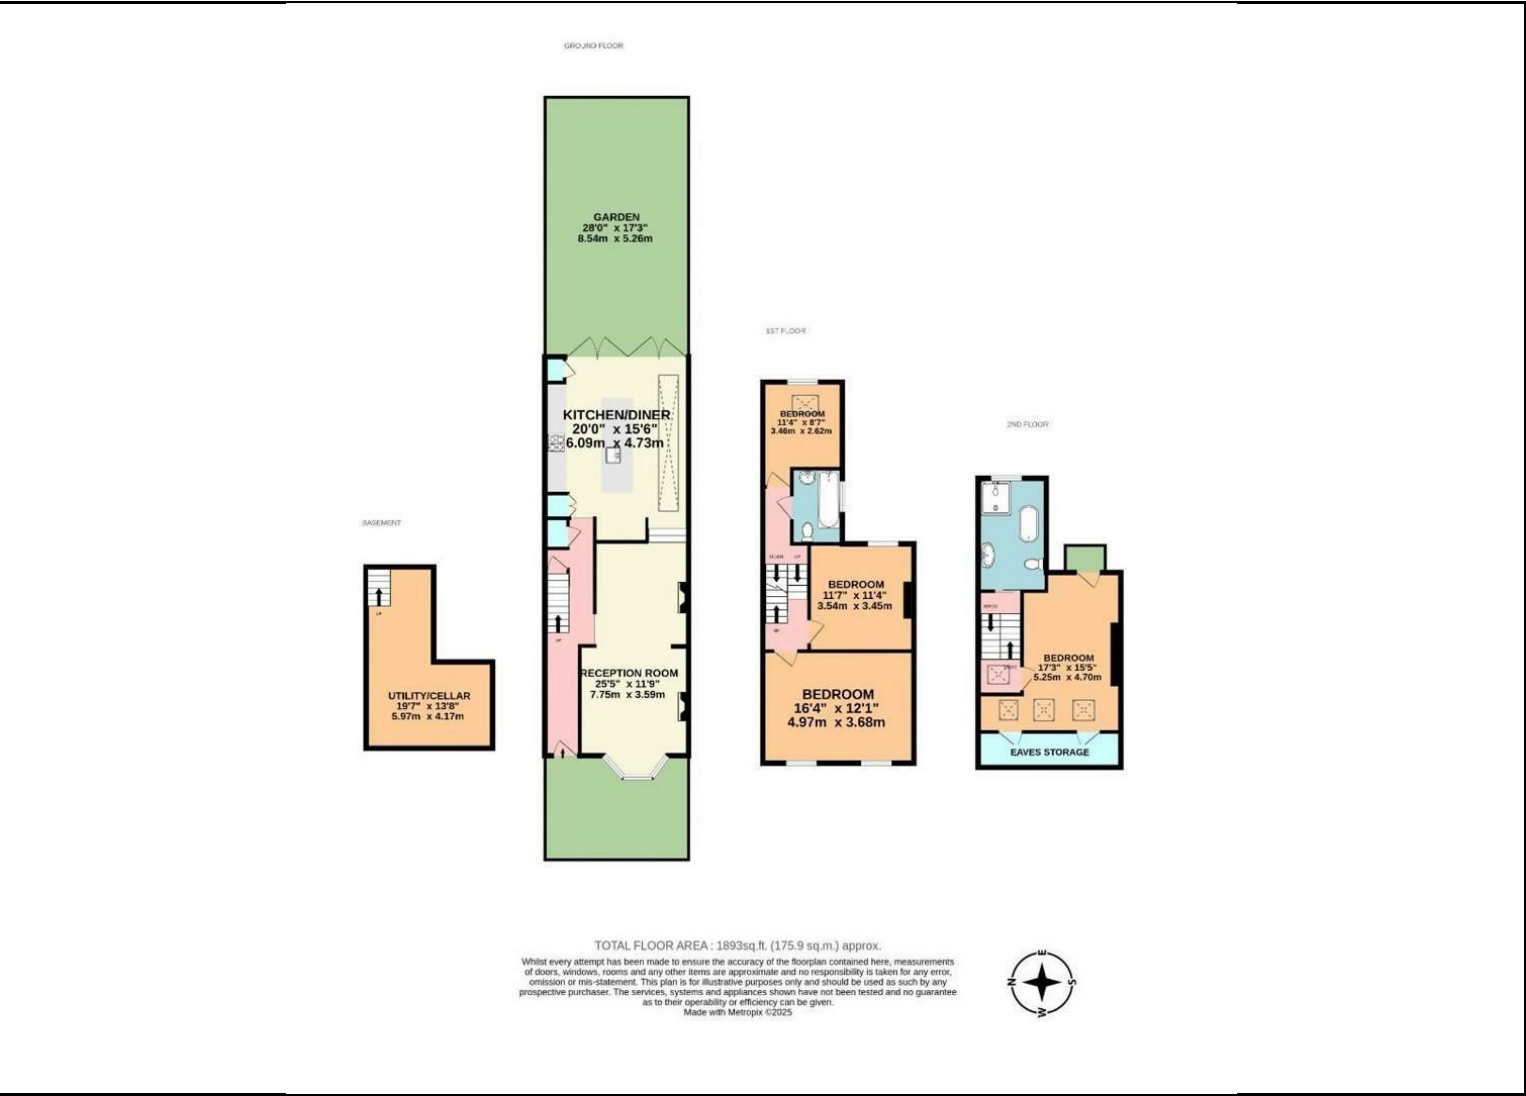 GROUND FLOOR
GARDEN
28'0" x 17'3"
8.54m x 5.26m
1ST FLOOR
KITCHEN/DINER
20'0" x 15'6"
6.09m x 4.73m
BEDROOM
11'4" x 8'7"
3.46m x 2.62m
2ND FLOOR
BASEMENT
UP
UTILITY/CELLAR
19'7" x 13'8"
5.97m x 4.17m
UP
RECEPTION ROOM
25'5" x 11'9"
7.75m x 3.59m
DOWN UP
BEDROOM
11'7" x 11'4"
3.54m x 3.45m
UP
BEDROOM
16'4" x 12'1"
4.97m x 3.68m
BEDROOM
17'3" x 15'5"
5.25m x 4.70m
EAVES STORAGE
TOTAL FLOOR AREA : 1893sq.ft. (175.9 sq.m.) approx.
Whilst every attempt has been made to ensure the accuracy of the floorplan contained here, measurements
of doors, windows, rooms and any other items are approximate and no responsibility is taken for any error,
omission or mis-statement. This plan is for illustrative purposes only and should be used as such by any
prospective purchaser. The services, systems and appliances shown have not been tested and no guarantee
as to their operability or efficiency can be given.
Made with Metropix ©2025
E
N S
W